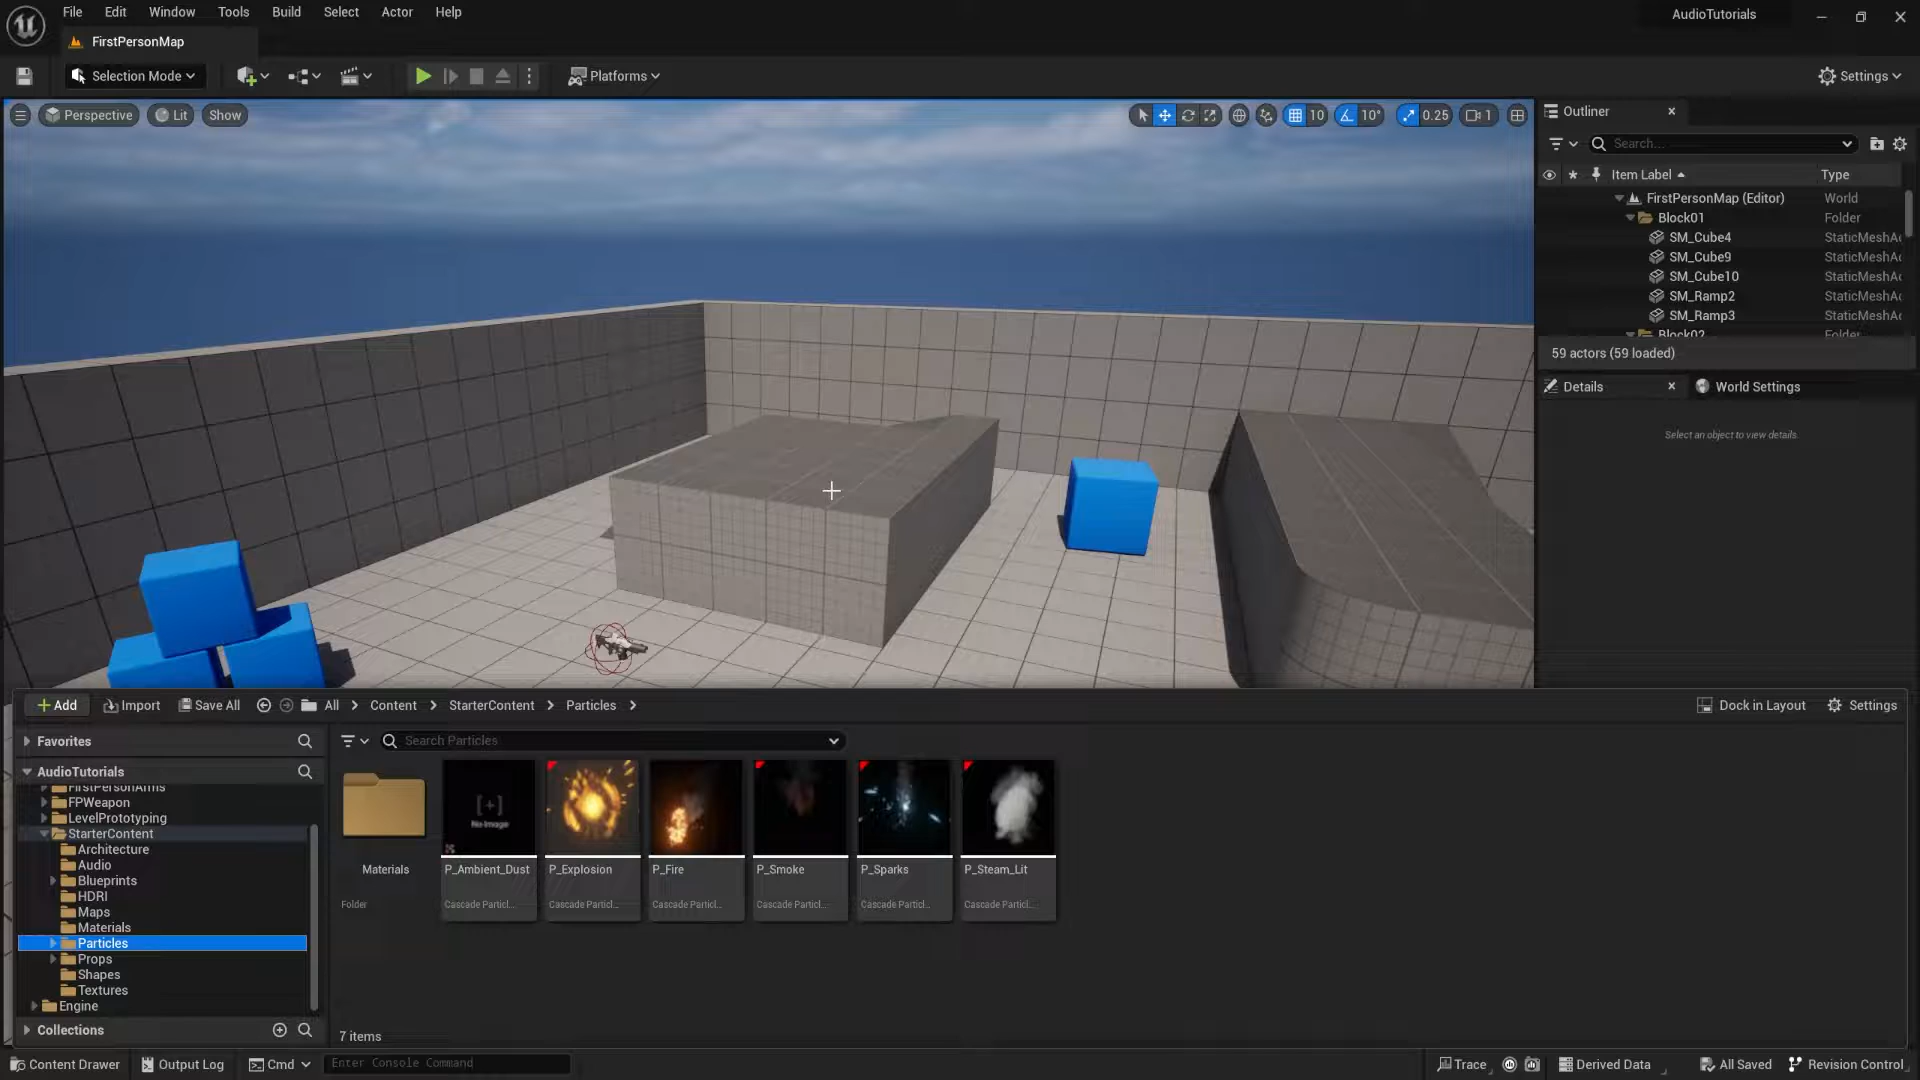 File Edit Window Tools Build Select Actor Help
AudioTutorials
FirstPersonMap
Selection Mode
Platforms
Settings
Perspective Lit Show
10 10° 0.25 1
Outliner
Search...
Item Label Type
FirstPersonMap (Editor) World
Block01 Folder
SM_Cube4 StaticMeshAc
SM_Cube9 StaticMeshAc
SM_Cube10 StaticMeshAc
SM_Ramp2 StaticMeshAc
SM_Ramp3 StaticMeshAc
Block02 Folder
59 actors (59 loaded)
Details World Settings
Select an object to view details.
Add Import Save All All Content StarterContent Particles
Dock in Layout Settings
Favorites
Search Particles
AudioTutorials
FirstPersonArms
FPWeapon
LevelPrototyping
StarterContent
Architecture
Audio
Blueprints
HDRI
Maps
Materials
Particles
Props
Shapes
Textures
Engine
Collections
No Image
Materials P_Ambient_Dust P_Explosion P_Fire P_Smoke P_Sparks P_Steam_Lit
Folder Cascade Particl... Cascade Particl... Cascade Particl... Cascade Particl... Cascade Particl... Cascade Particl...
7 items
Content Drawer Output Log Cmd Enter Console Command
Trace Derived Data All Saved Revision Control